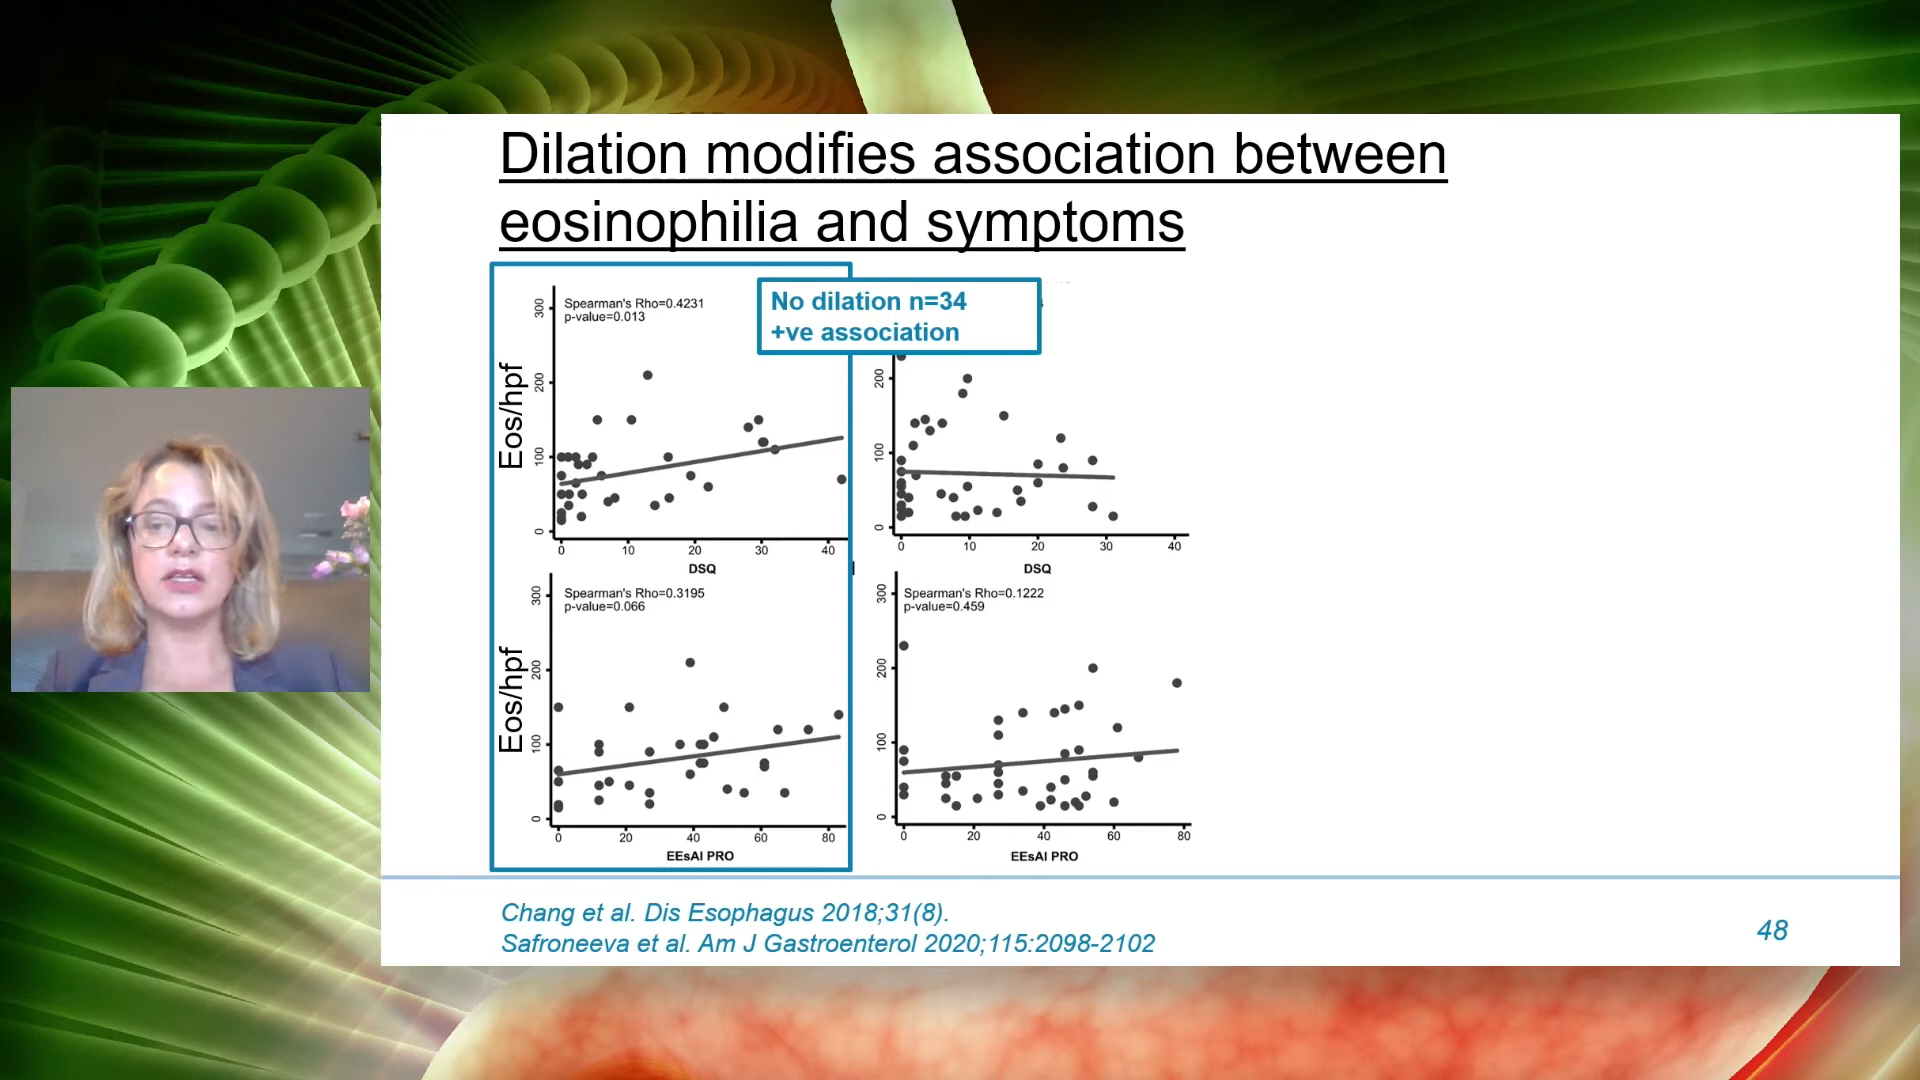 Dilation modifies association between
eosinophilia and symptoms
No dilation n=34
+ve association
Spearman's Rho=0.4231
p-value=0.013
Eos/hpf
300
200
100
0
0 10 20 30 40
DSQ
200
100
0
0 10 20 30 40
DSQ
Spearman's Rho=0.3195
p-value=0.066
Eos/hpf
300
200
100
0
0 20 40 60 80
EEsAI PRO
Spearman's Rho=0.1222
p-value=0.459
300
200
100
0
0 20 40 60 80
EEsAI PRO
Chang et al. Dis Esophagus 2018;31(8).
Safroneeva et al. Am J Gastroenterol 2020;115:2098-2102
48